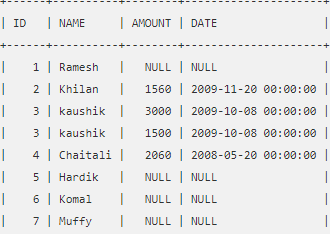 +------+----------+--------+---------------------+
| ID | NAME | AMOUNT | DATE |
+------+----------+--------+---------------------+
| 1 | Ramesh | NULL | NULL |
| 2 | Khilan | 1560 | 2009-11-20 00:00:00 |
| 3 | kaushik | 3000 | 2009-10-08 00:00:00 |
| 3 | kaushik | 1500 | 2009-10-08 00:00:00 |
| 4 | Chaitali | 2060 | 2008-05-20 00:00:00 |
| 5 | Hardik | NULL | NULL |
| 6 | Komal | NULL | NULL |
| 7 | Muffy | NULL | NULL |